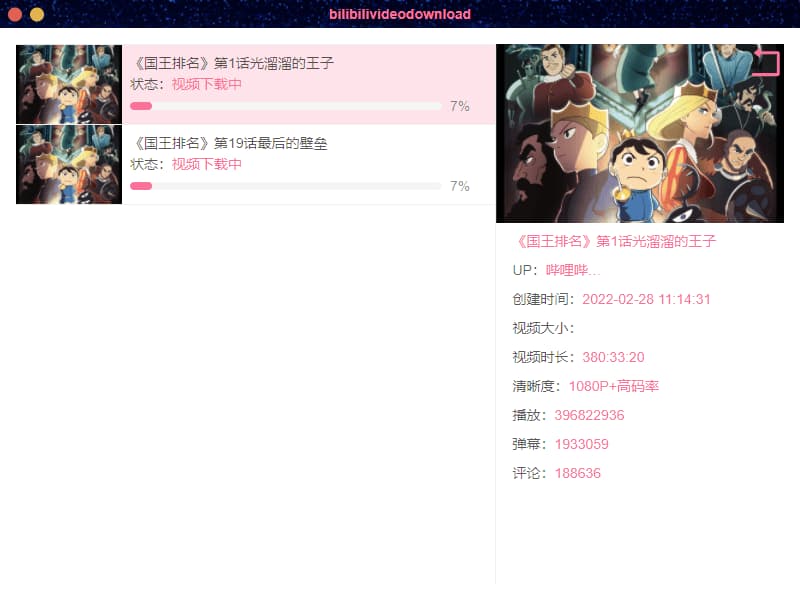 bilibilivideodownload
《国王排名》第1话光溜溜的王子
状态：视频下载中
7%
《国王排名》第19话最后的壁垒
状态：视频下载中
7%
《国王排名》第1话光溜溜的王子
UP：哔哩哔…
创建时间：2022-02-28 11:14:31
视频大小：
视频时长：380:33:20
清晰度：1080P+高码率
播放：396822936
弹幕：1933059
评论：188636